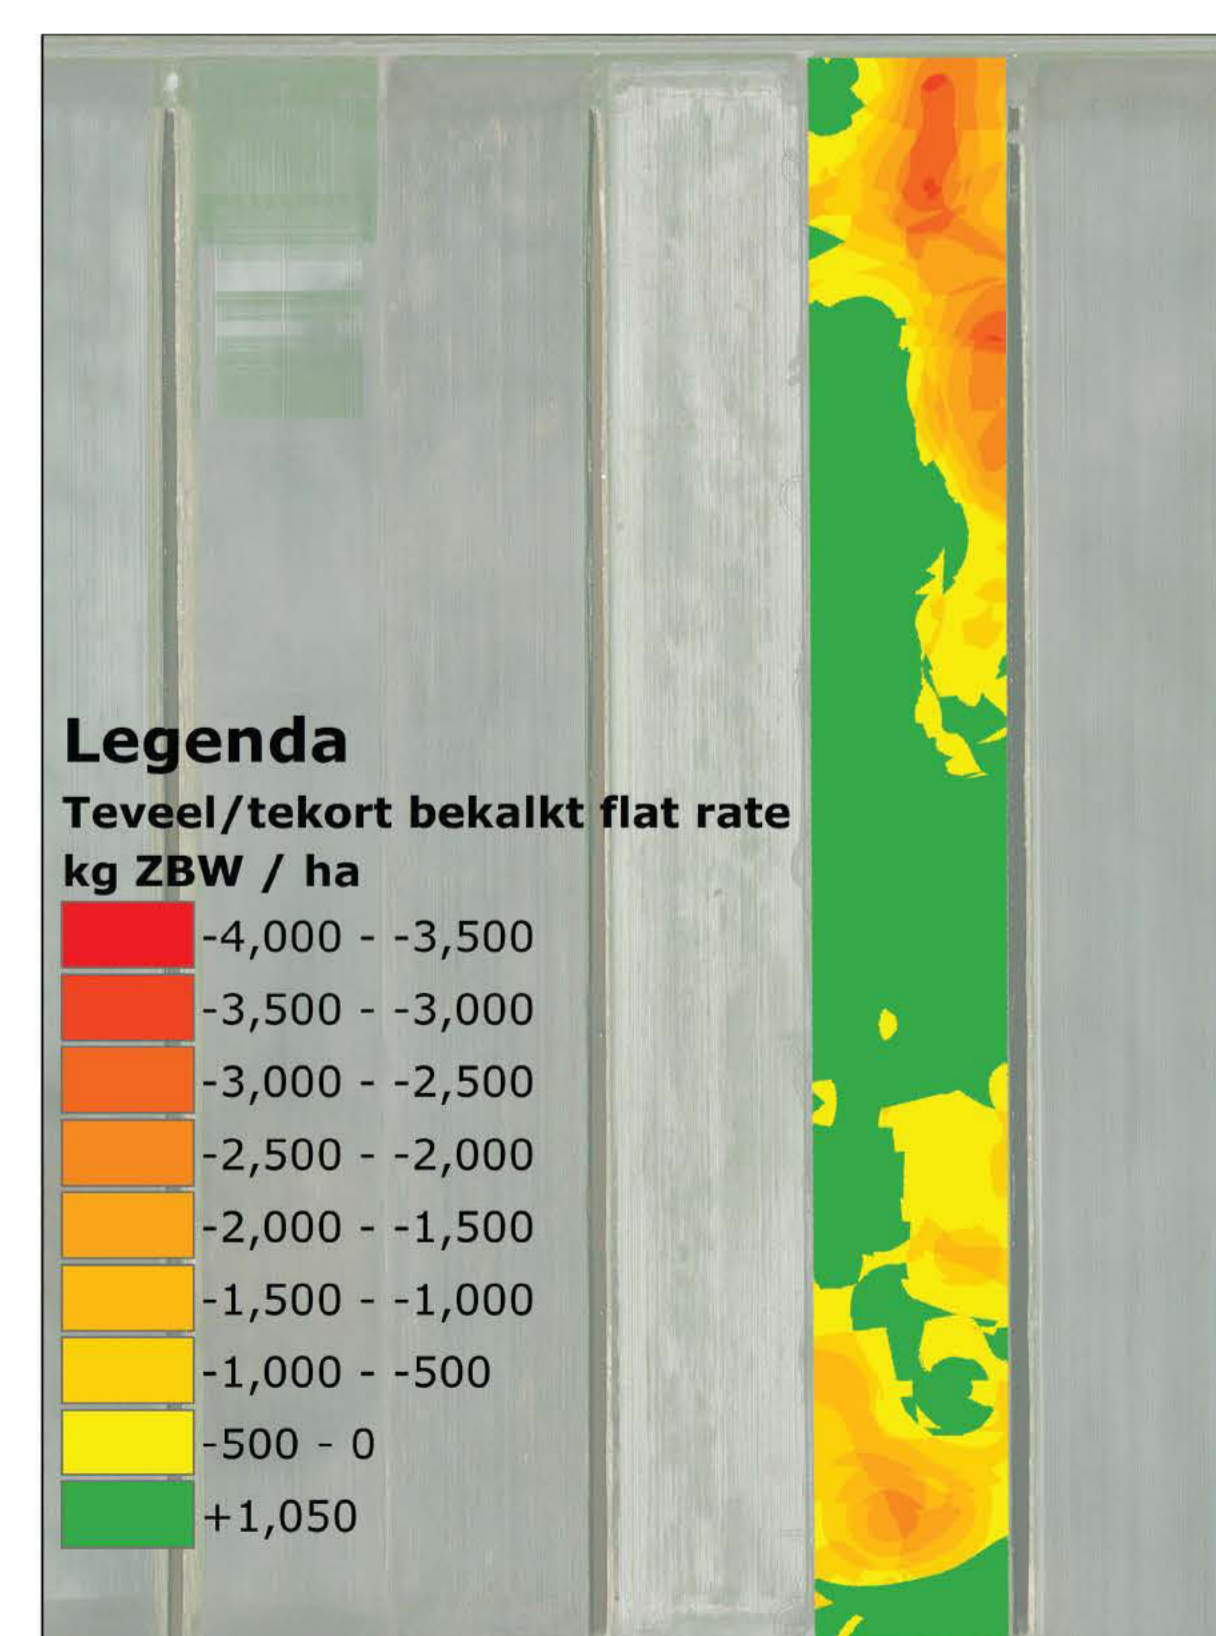 Legenda
Teveel/tekort bekalkt flat rate
kg ZBW / ha
-4,000 - -3,500
-3,500 - -3,000
-3,000 - -2,500
-2,500 - -2,000
-2,000 - -1,500
-1,500 - -1,000
-1,000 - -500
-500 - 0
+1,050